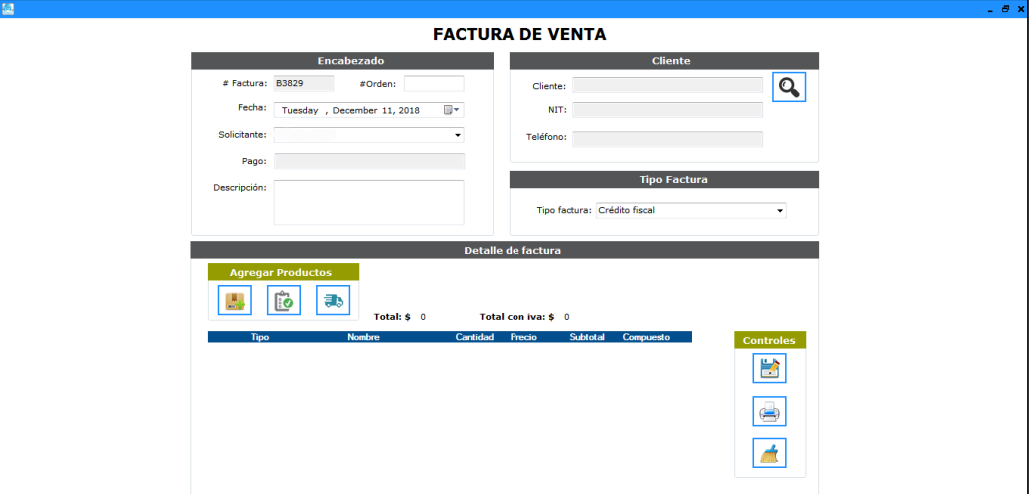 FACTURA DE VENTA
Encabezado
# Factura: B3829 #Orden:
Fecha: Tuesday , December 11, 2018
Solicitante:
Pago:
Descripción:
Cliente
Cliente:
NIT:
Teléfono:
Tipo Factura
Tipo factura: Crédito fiscal
Detalle de factura
Agregar Productos
Total: $ 0 Total con iva: $ 0
Tipo Nombre Cantidad Precio Subtotal Compuesto
Controles